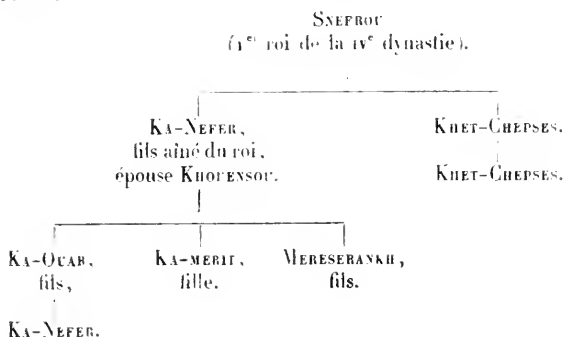 SNEFROU
(1er roi de la IVe dynastie).
KA-NEFER, KHET-CHEPSES.
fils aîné du roi,
épouse KHOUENSOU. KHET-CHEPSES.
KA-OUAB, KA-MERIT, MERESERANKH,
fils, fille. fils.
KA-NEFER.